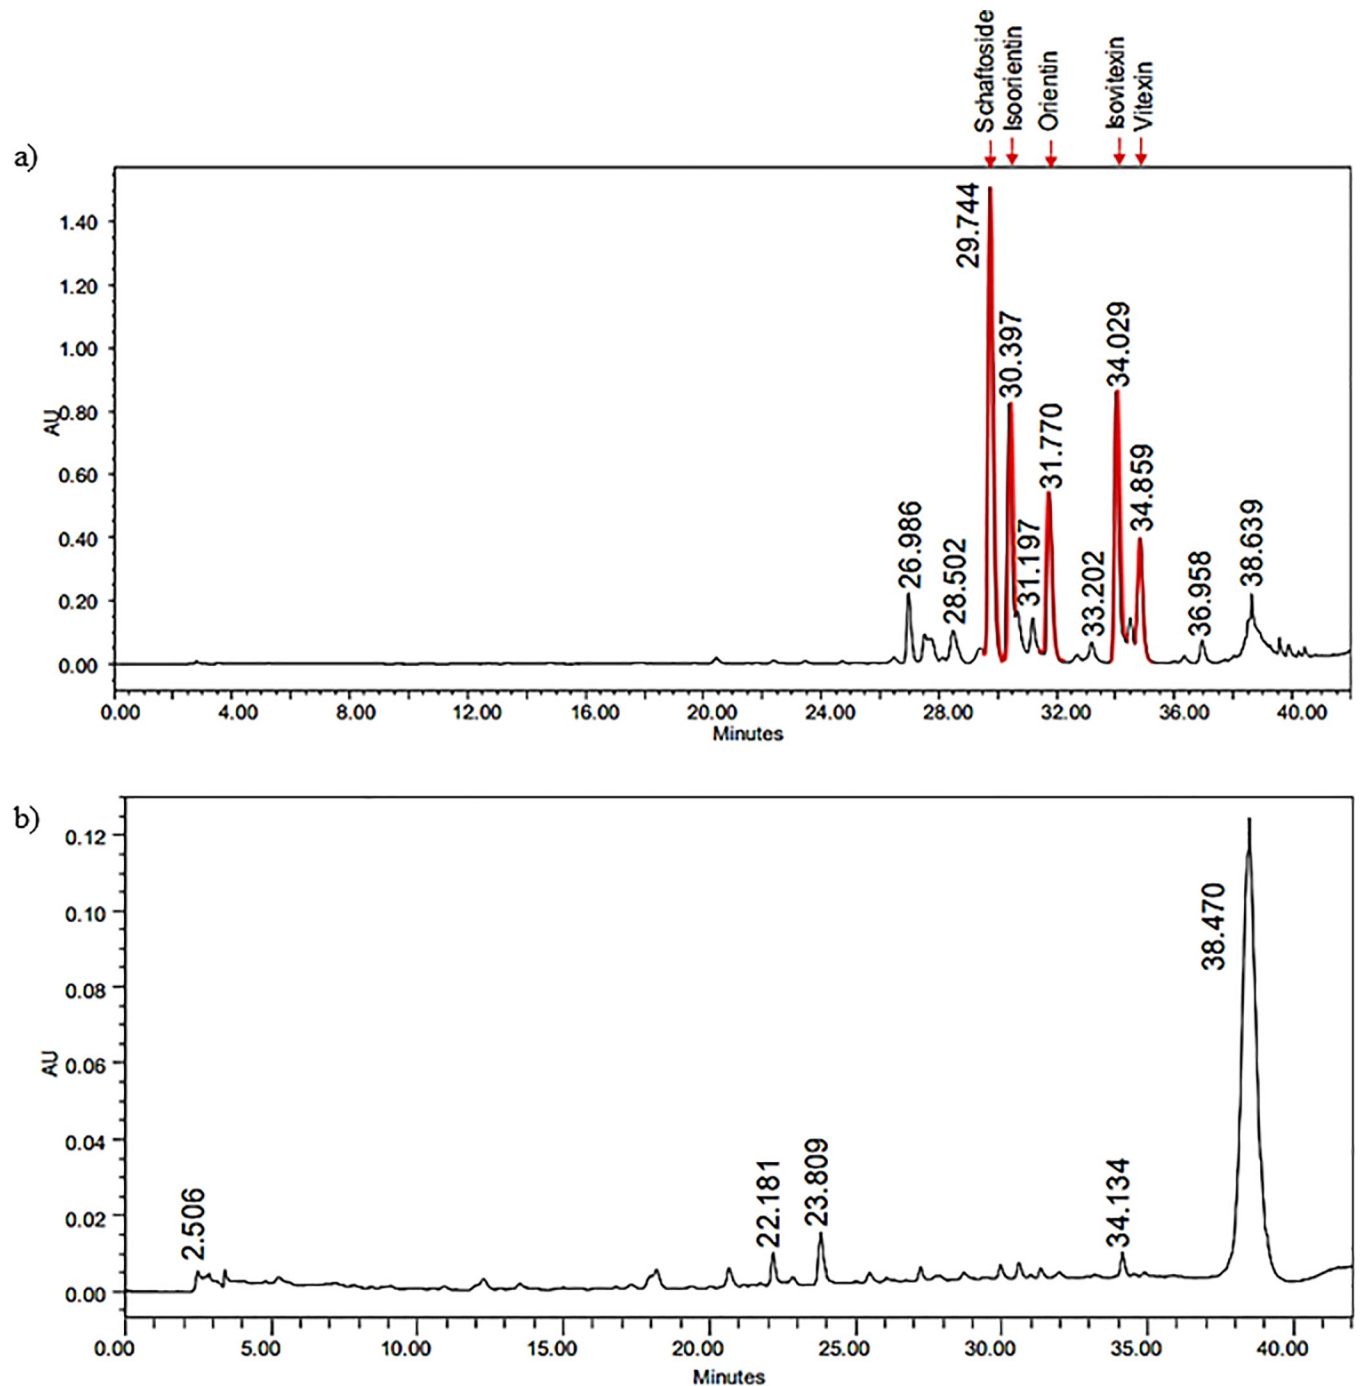 Schaftoside
Isoorientin
Orientin
Isovitexin
Vitexin
a)
1.40
1.20
1.00
0.80
0.60
0.40
0.20
0.00
AU
26.986
28.502
29.744
30.397
31.197
31.770
33.202
34.029
34.859
36.958
38.639
0.00 4.00 8.00 12.00 16.00 20.00 24.00 28.00 32.00 36.00 40.00
Minutes
b)
0.12
0.10
0.08
0.06
0.04
0.02
0.00
AU
2.506
22.181
23.809
34.134
38.470
0.00 5.00 10.00 15.00 20.00 25.00 30.00 35.00 40.00
Minutes